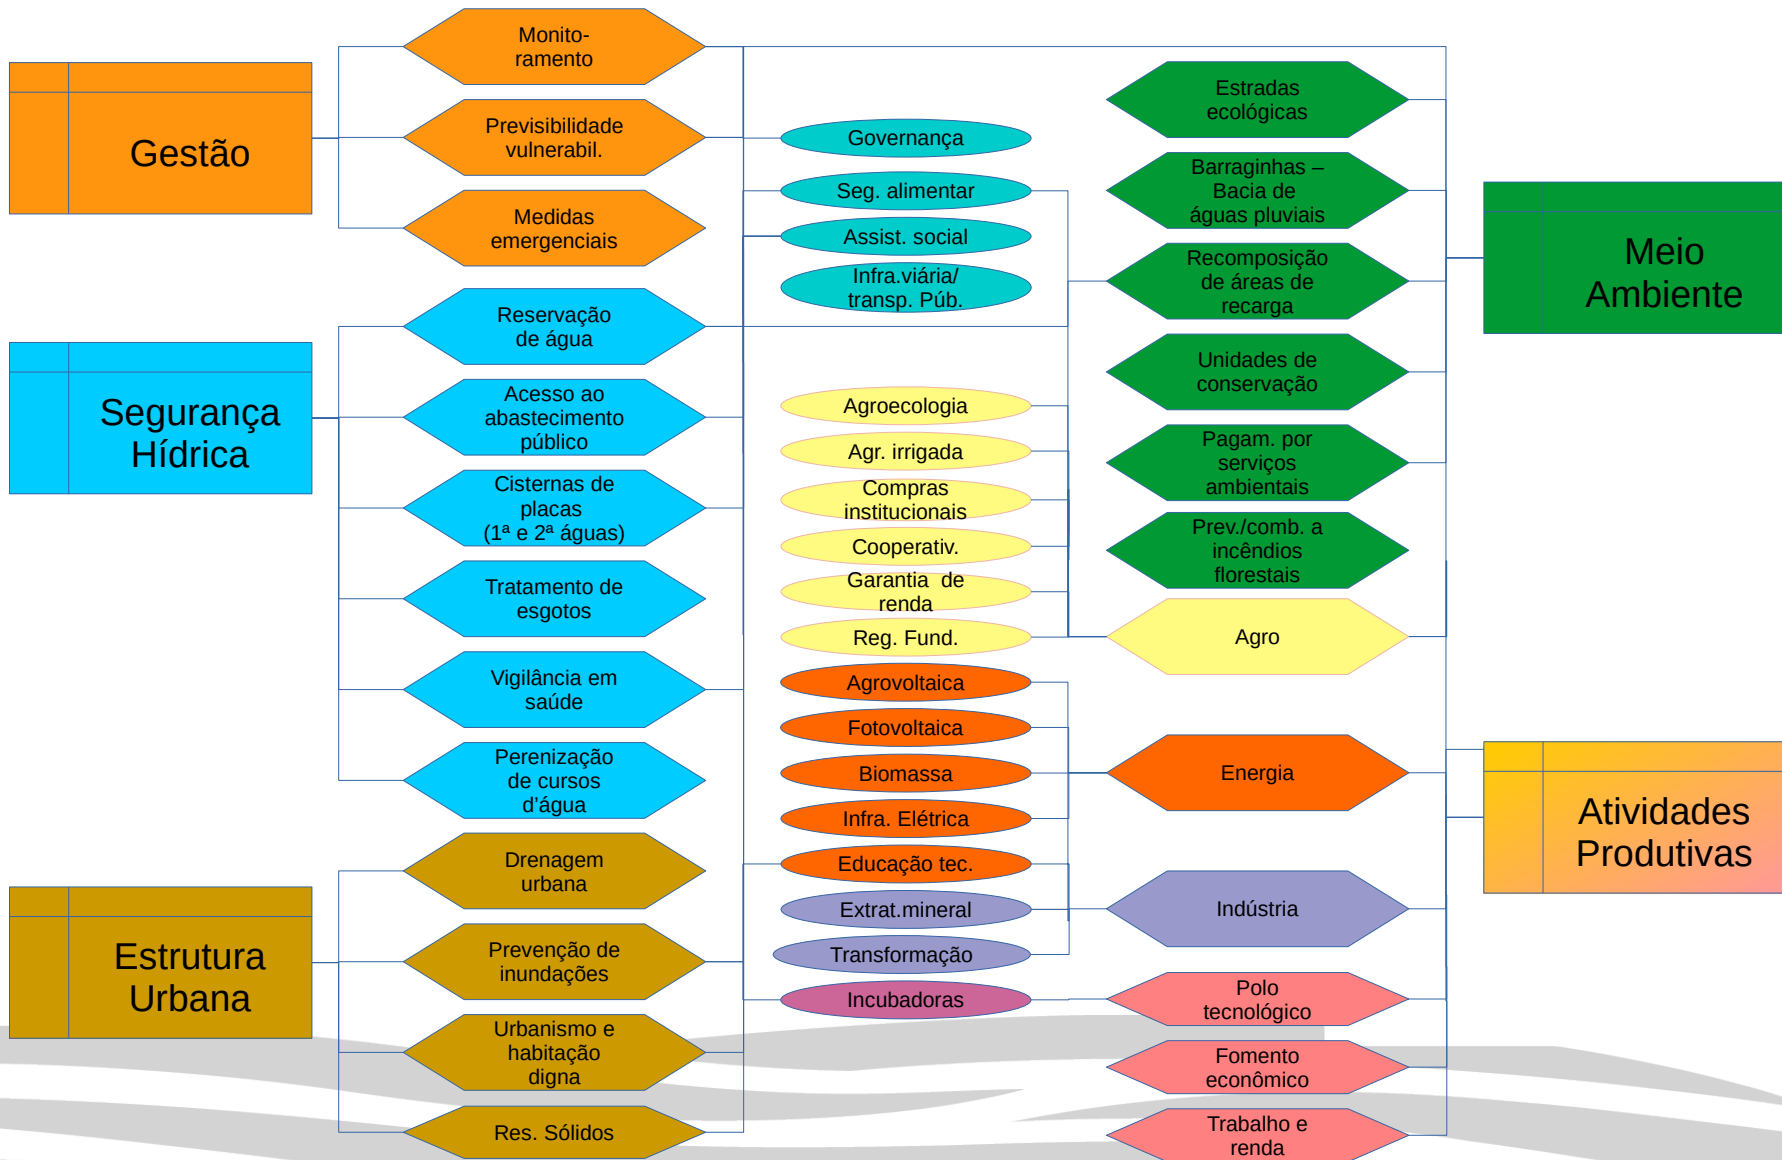 Gestão
Monito-
ramento
Previsibilidade
vulnerabil.
Medidas
emergenciais
Segurança
Hídrica
Reservação
de água
Acesso ao
abastecimento
público
Cisternas de
placas
(1ª e 2ª águas)
Tratamento de
esgotos
Vigilância em
saúde
Perenização
de cursos
d'água
Estrutura
Urbana
Drenagem
urbana
Prevenção de
inundações
Urbanismo e
habitação
digna
Res. Sólidos
Governança
Seg. alimentar
Assist. social
Infra.viária/
transp. Púb.
Agroecologia
Agr. irrigada
Compras
institucionais
Cooperativ.
Garantia  de
renda
Reg. Fund.
Agrovoltaica
Fotovoltaica
Biomassa
Infra. Elétrica
Educação tec.
Extrat.mineral
Transformação
Incubadoras
Estradas
ecológicas
Barraginhas –
Bacia de
águas pluviais
Recomposição
de áreas de
recarga
Unidades de
conservação
Pagam. por
serviços
ambientais
Prev./comb. a
incêndios
florestais
Agro
Energia
Indústria
Polo
tecnológico
Fomento
econômico
Trabalho e
renda
Meio
Ambiente
Atividades
Produtivas